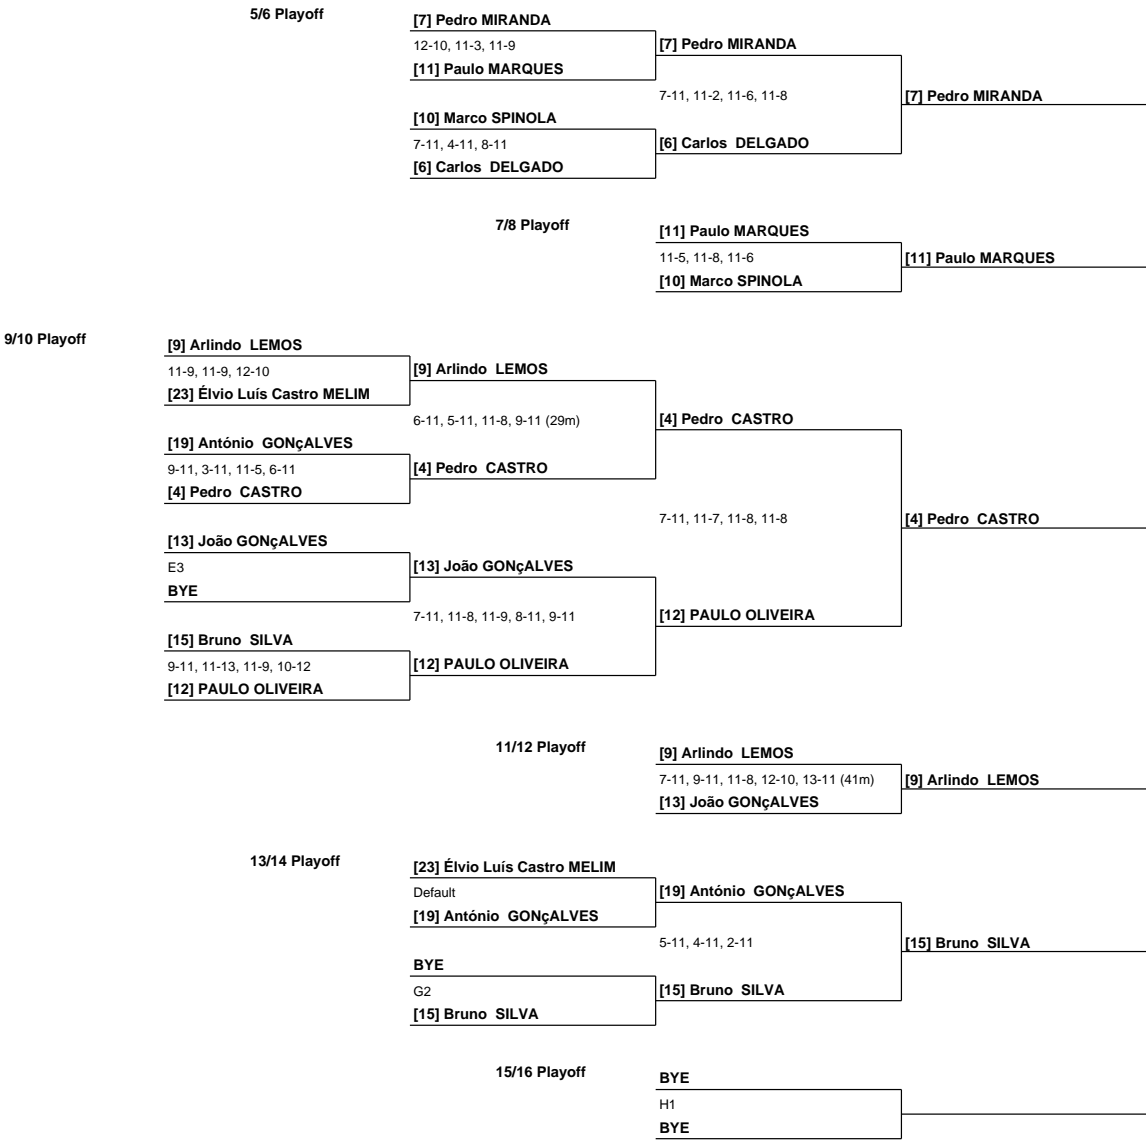 5/6 Playoff
[7] Pedro MIRANDA
12-10, 11-3, 11-9
[11] Paulo MARQUES
[7] Pedro MIRANDA
7-11, 11-2, 11-6, 11-8
[7] Pedro MIRANDA
[10] Marco SPINOLA
7-11, 4-11, 8-11
[6] Carlos DELGADO
[6] Carlos DELGADO
7/8 Playoff
[11] Paulo MARQUES
11-5, 11-8, 11-6
[10] Marco SPINOLA
[11] Paulo MARQUES
9/10 Playoff
[9] Arlindo LEMOS
11-9, 11-9, 12-10
[23] Élvio Luís Castro MELIM
[9] Arlindo LEMOS
6-11, 5-11, 11-8, 9-11 (29m)
[4] Pedro CASTRO
[19] António GONçALVES
9-11, 3-11, 11-5, 6-11
[4] Pedro CASTRO
[4] Pedro CASTRO
7-11, 11-7, 11-8, 11-8
[4] Pedro CASTRO
[13] João GONçALVES
E3
BYE
[13] João GONçALVES
7-11, 11-8, 11-9, 8-11, 9-11
[12] PAULO OLIVEIRA
[15] Bruno SILVA
9-11, 11-13, 11-9, 10-12
[12] PAULO OLIVEIRA
[12] PAULO OLIVEIRA
11/12 Playoff
[9] Arlindo LEMOS
7-11, 9-11, 11-8, 12-10, 13-11 (41m)
[13] João GONçALVES
[9] Arlindo LEMOS
13/14 Playoff
[23] Élvio Luís Castro MELIM
Default
[19] António GONçALVES
[19] António GONçALVES
5-11, 4-11, 2-11
[15] Bruno SILVA
BYE
G2
[15] Bruno SILVA
[15] Bruno SILVA
15/16 Playoff
BYE
H1
BYE